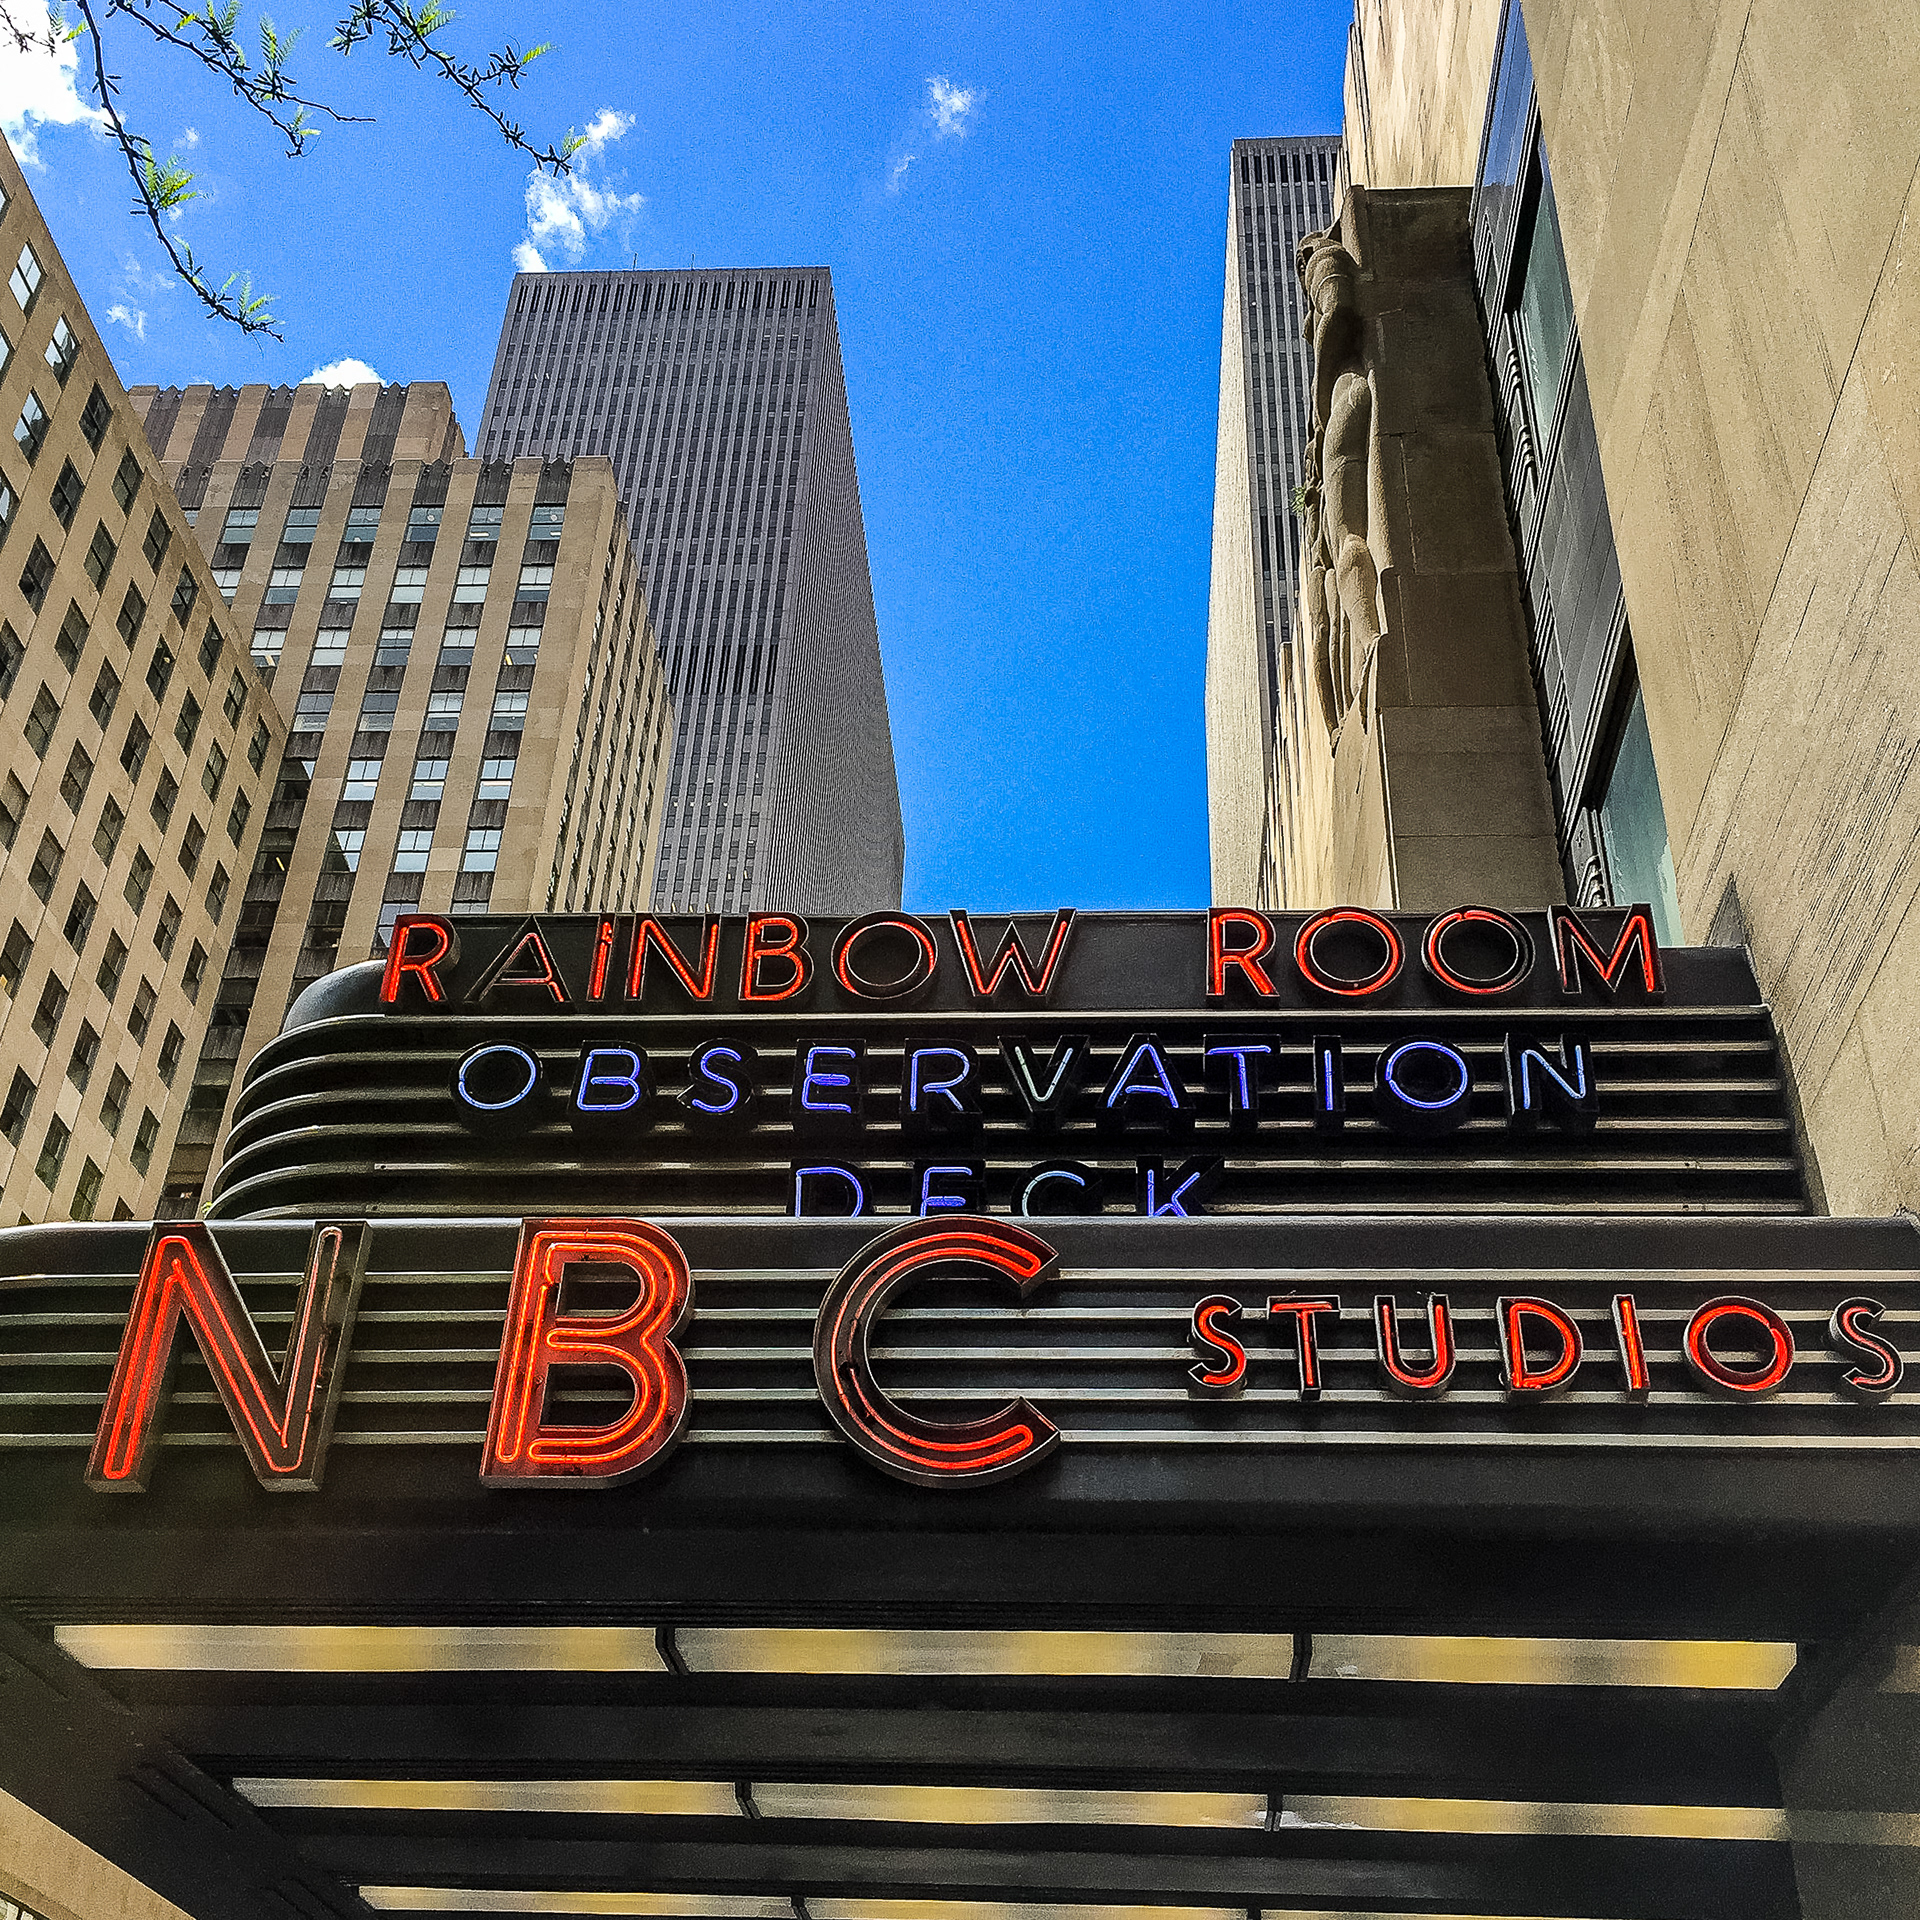 RAINBOW ROOM
OBSERVATION
DECK
NBC STUDIOS